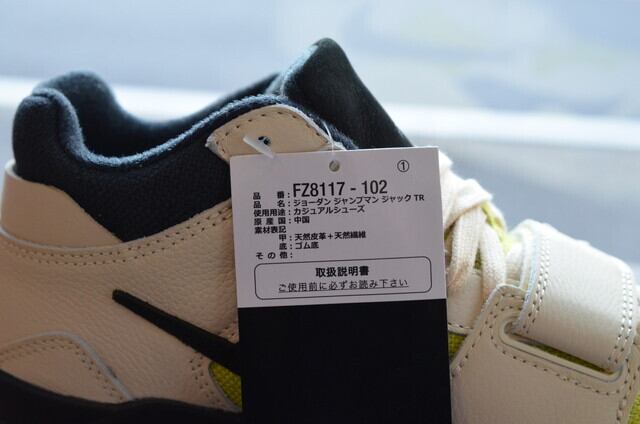 ①
品番: FZ8117 - 102
品名: ジョーダン ジャンプマン ジャック TR
使用用途: カジュアルシューズ
原産国: 中国
素材表記
甲: 天然皮革+天然繊維
底: ゴム底
その他:
取扱説明書
ご使用前に必ずお読み下さい